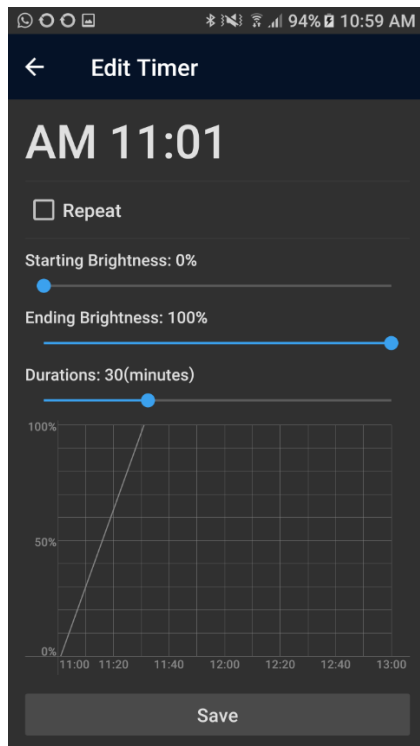 94% 10:59 AM
Edit Timer
AM 11:01
Repeat
Starting Brightness: 0%
Ending Brightness: 100%
Durations: 30(minutes)
100%
50%
0%
11:00 11:20 11:40 12:00 12:20 12:40 13:00
Save